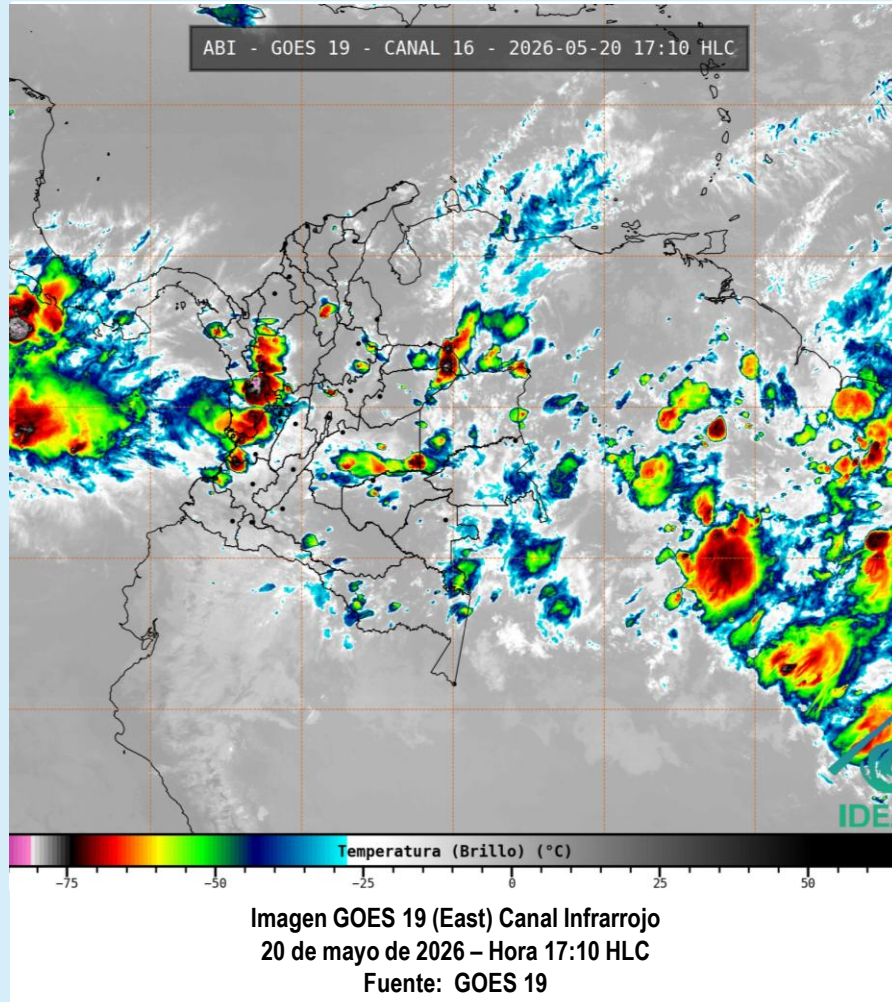 ABI - GOES 19 - CANAL 16 - 2026-05-20 17:10 HLC
IDE
Temperatura (Brillo) (°C)
−75 −50 −25 0 25 50
Imagen GOES 19 (East) Canal Infrarrojo
20 de mayo de 2026 – Hora 17:10 HLC
Fuente: GOES 19